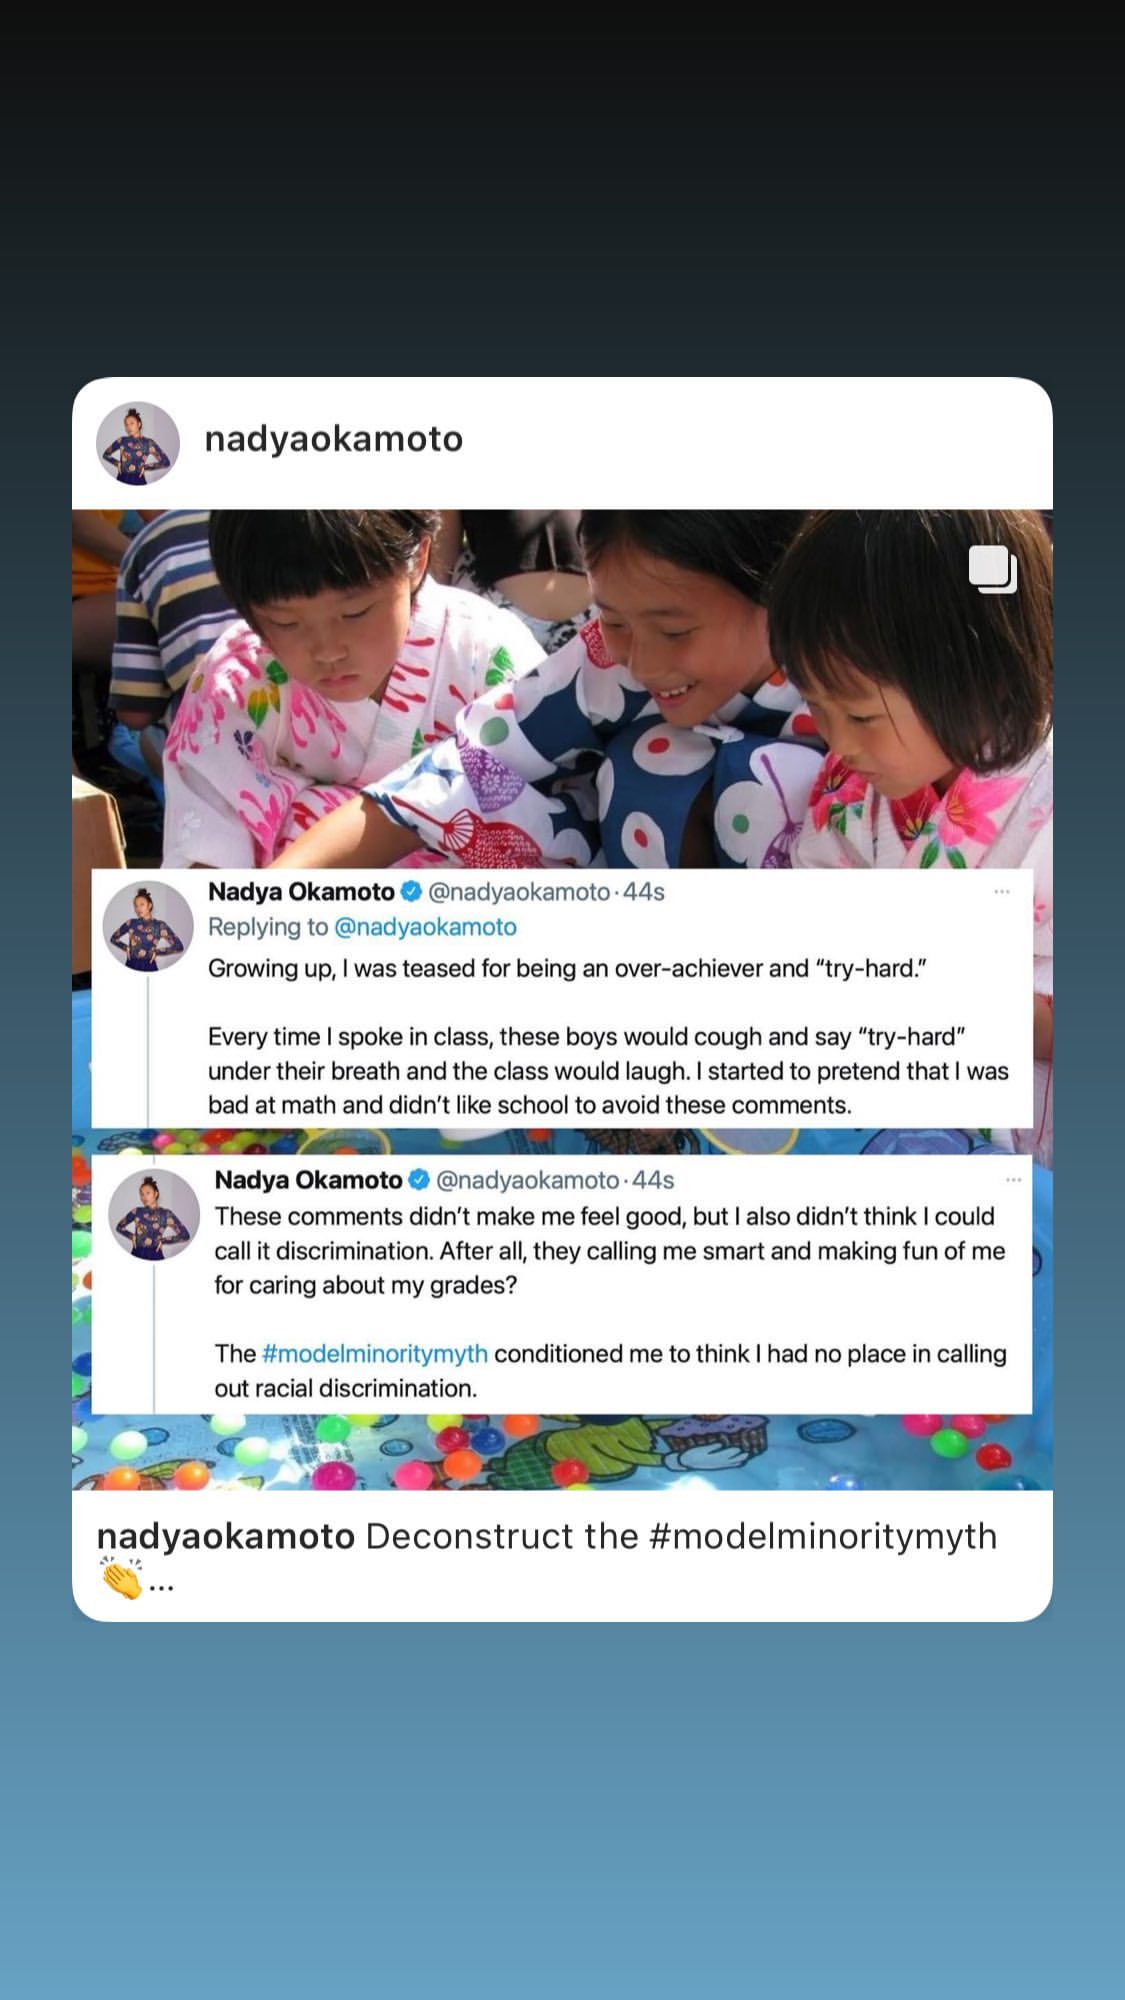 nadyaokamoto
Nadya Okamoto @nadyaokamoto · 44s
Replying to @nadyaokamoto
Growing up, I was teased for being an over-achiever and “try-hard.”
Every time I spoke in class, these boys would cough and say “try-hard”
under their breath and the class would laugh. I started to pretend that I was
bad at math and didn’t like school to avoid these comments.
Nadya Okamoto @nadyaokamoto · 44s
These comments didn’t make me feel good, but I also didn’t think I could
call it discrimination. After all, they calling me smart and making fun of me
for caring about my grades?
The #modelminoritymyth conditioned me to think I had no place in calling
out racial discrimination.
nadyaokamoto Deconstruct the #modelminoritymyth
👏...